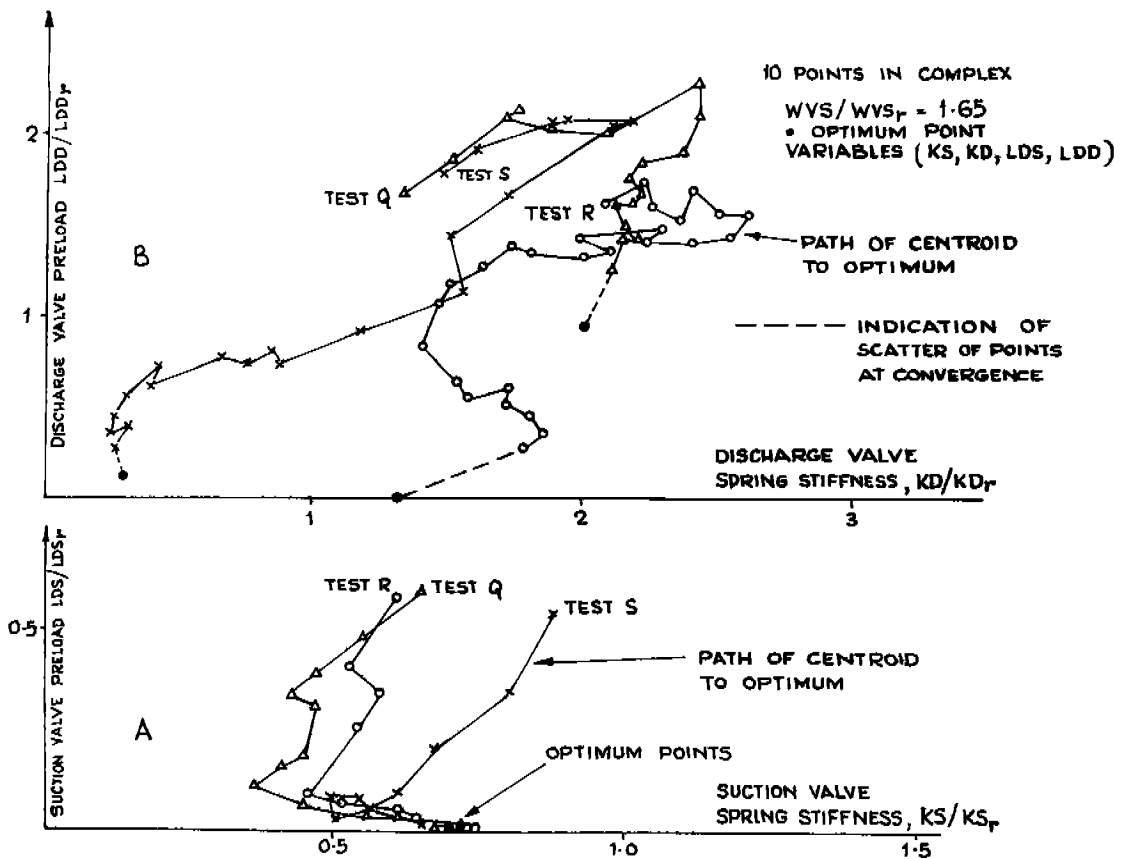 DISCHARGE VALVE PRELOAD LDD/LDDr
2
1
B
10 POINTS IN COMPLEX
WVS/WVSr = 1.65
• OPTIMUM POINT
VARIABLES (KS, KD, LDS, LDD)
TEST Q
TEST S
TEST R
PATH OF CENTROID
TO OPTIMUM
INDICATION OF
SCATTER OF POINTS
AT CONVERGENCE
DISCHARGE VALVE
SPRING STIFFNESS, KD/KDr
1
2
3
SUCTION VALVE PRELOAD LDS/LDSr
0.5
A
TEST R
TEST Q
TEST S
PATH OF CENTROID
TO OPTIMUM
OPTIMUM POINTS
SUCTION VALVE
SPRING STIFFNESS, KS/KSr
0.5
1.0
1.5